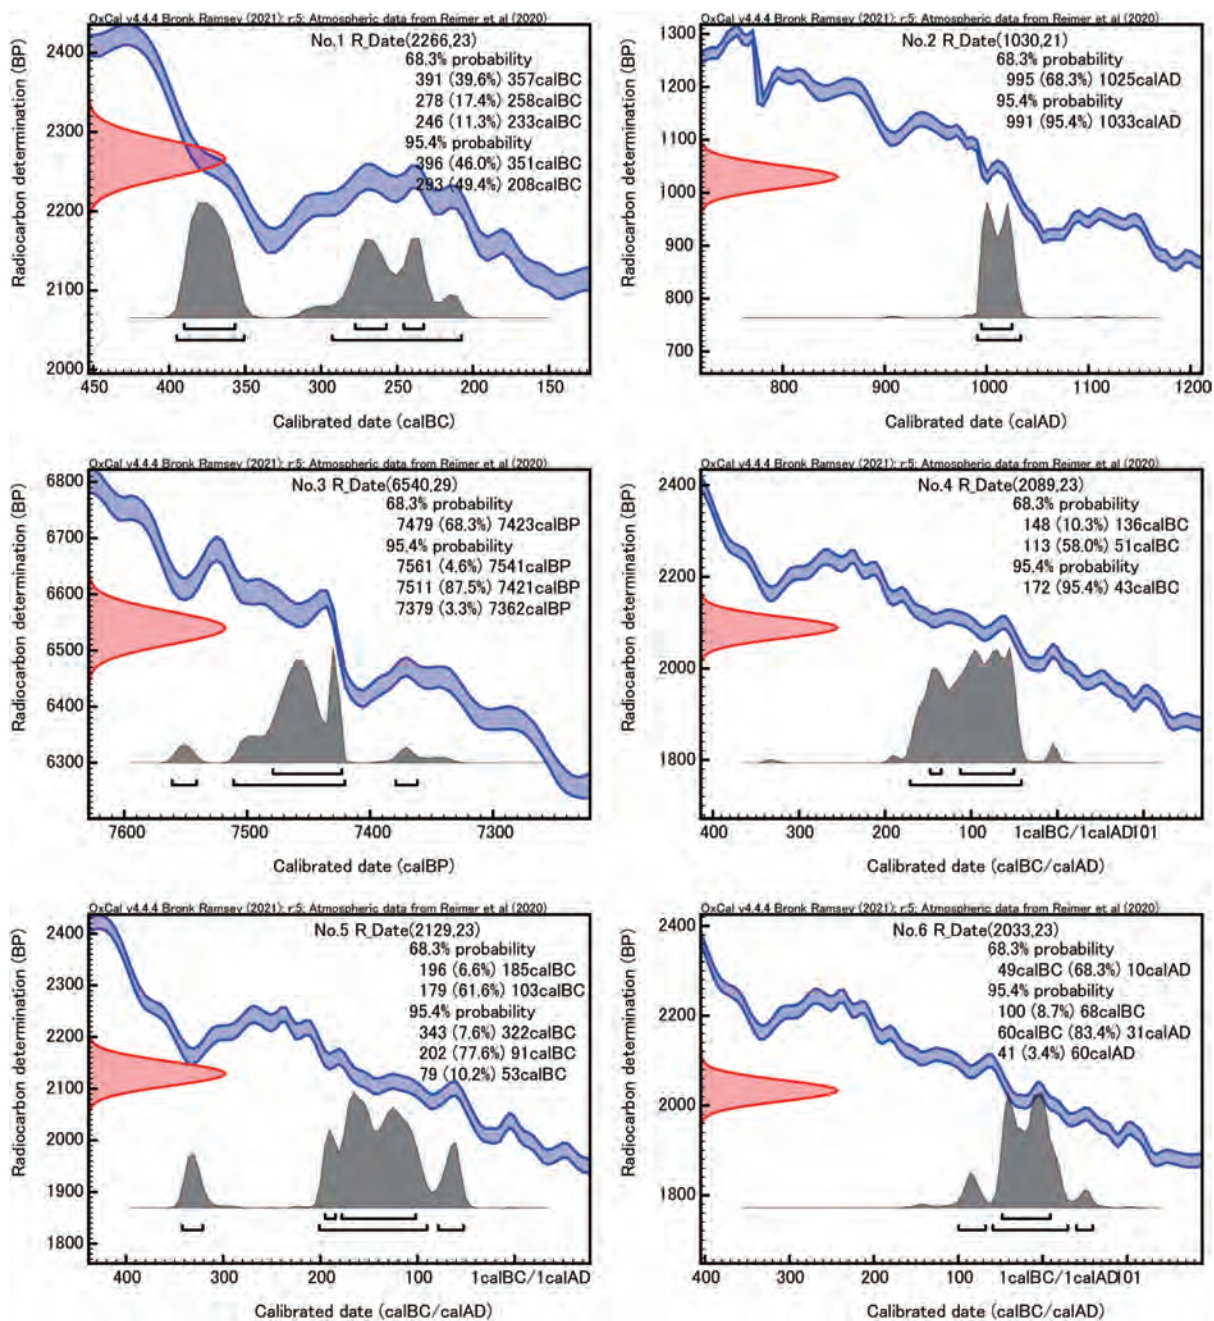 OxCal v4.4.4 Bronk Ramsey (2021): r:5: Atmospheric data from Reimer et al (2020)
No.1 R_Date(2266,23)
68.3% probability
391 (39.6%) 357calBC
278 (17.4%) 258calBC
246 (11.3%) 233calBC
95.4% probability
396 (46.0%) 351calBC
293 (49.4%) 208calBC
Radiocarbon determination (BP)
2400
2300
2200
2100
2000
450 400 350 300 250 200 150
Calibrated date (calBC)
OxCal v4.4.4 Bronk Ramsey (2021): r:5: Atmospheric data from Reimer et al (2020)
No.2 R_Date(1030,21)
68.3% probability
995 (68.3%) 1025calAD
95.4% probability
991 (95.4%) 1033calAD
Radiocarbon determination (BP)
1300
1200
1100
1000
900
800
700
800 900 1000 1100 1200
Calibrated date (calAD)
OxCal v4.4.4 Bronk Ramsey (2021): r:5: Atmospheric data from Reimer et al (2020)
No.3 R_Date(6540,29)
68.3% probability
7479 (68.3%) 7423calBP
95.4% probability
7561 (4.6%) 7541calBP
7511 (87.5%) 7421calBP
7379 (3.3%) 7362calBP
Radiocarbon determination (BP)
6800
6700
6600
6500
6400
6300
7600 7500 7400 7300
Calibrated date (calBP)
OxCal v4.4.4 Bronk Ramsey (2021): r:5: Atmospheric data from Reimer et al (2020)
No.4 R_Date(2089,23)
68.3% probability
148 (10.3%) 136calBC
113 (58.0%) 51calBC
95.4% probability
172 (95.4%) 43calBC
Radiocarbon determination (BP)
2400
2200
2000
1800
400 300 200 100 1calBC/1calAD101
Calibrated date (calBC/calAD)
OxCal v4.4.4 Bronk Ramsey (2021): r:5: Atmospheric data from Reimer et al (2020)
No.5 R_Date(2129,23)
68.3% probability
196 (6.6%) 185calBC
179 (61.6%) 103calBC
95.4% probability
343 (7.6%) 322calBC
202 (77.6%) 91calBC
79 (10.2%) 53calBC
Radiocarbon determination (BP)
2400
2300
2200
2100
2000
1900
1800
400 300 200 100 1calBC/1calAD
Calibrated date (calBC/calAD)
OxCal v4.4.4 Bronk Ramsey (2021): r:5: Atmospheric data from Reimer et al (2020)
No.6 R_Date(2033,23)
68.3% probability
49calBC (68.3%) 10calAD
95.4% probability
100 (8.7%) 68calBC
60calBC (83.4%) 31calAD
41 (3.4%) 60calAD
Radiocarbon determination (BP)
2400
2200
2000
1800
400 300 200 100 1calBC/1calAD101
Calibrated date (calBC/calAD)